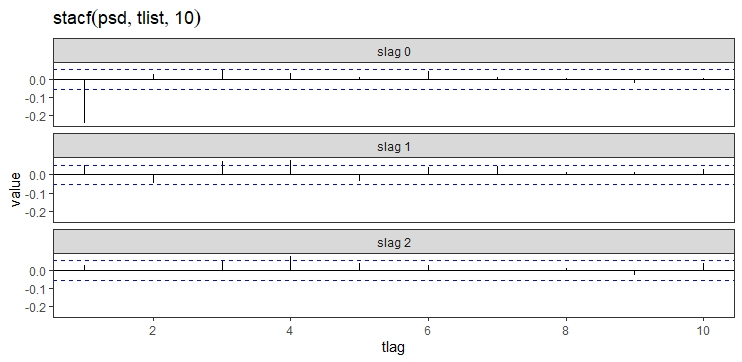 stacf(psd, tlist, 10)
slag 0
0.0
-0.1
-0.2
slag 1
0.0
-0.1
-0.2
value
slag 2
0.0
-0.1
-0.2
2 4 6 8 10
tlag